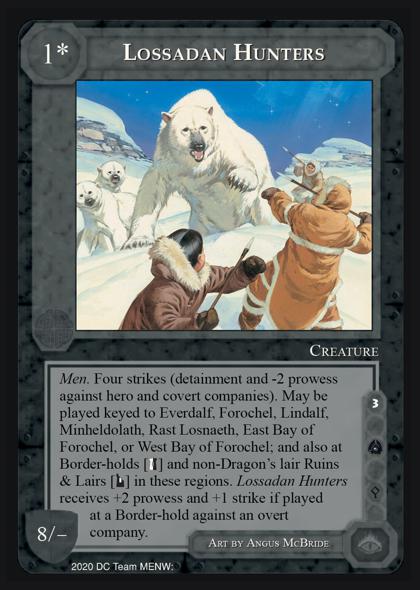 1*
Lossadan Hunters
Creature
Men. Four strikes (detainment and -2 prowess
against hero and covert companies). May be
played keyed to Everdalf, Forochel, Lindalf,
Minheldolath, Rast Losnaeth, East Bay of
Forochel, or West Bay of Forochel; and also at
Border-holds [ ] and non-Dragon's lair Ruins
& Lairs [ ] in these regions. Lossadan Hunters
receives +2 prowess and +1 strike if played
at a Border-hold against an overt
company.
3
8/–
Art by Angus McBride
2020 DC Team MENW: